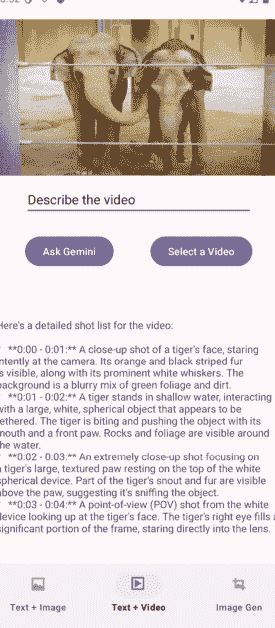 Describe the video
Ask Gemini
Select a Video
Here's a detailed shot list for the video:
**0:00 - 0:01:** A close-up shot of a tiger's face, staring
ntently at the camera. Its orange and black striped fur
s visible, along with its prominent white whiskers. The
background is a blurry mix of green foliage and dirt.
**0:01 - 0:02:** A tiger stands in shallow water, interacting
with a large, white, spherical object that appears to be
ethered. The tiger is biting and pushing the object with its
mouth and a front paw. Rocks and foliage are visible around
he water.
**0:02 - 0:03:** An extremely close-up shot focusing on
a tiger's large, textured paw resting on the top of the white
spherical device. Part of the tiger's snout and fur are visible
above the paw, suggesting it's sniffing the object.
**0:03 - 0:04:** A point-of-view (POV) shot from the white
device looking up at the tiger's face. The tiger's right eye fills a
significant portion of the frame, staring directly into the lens.
Text + Image
Text + Video
Image Gen